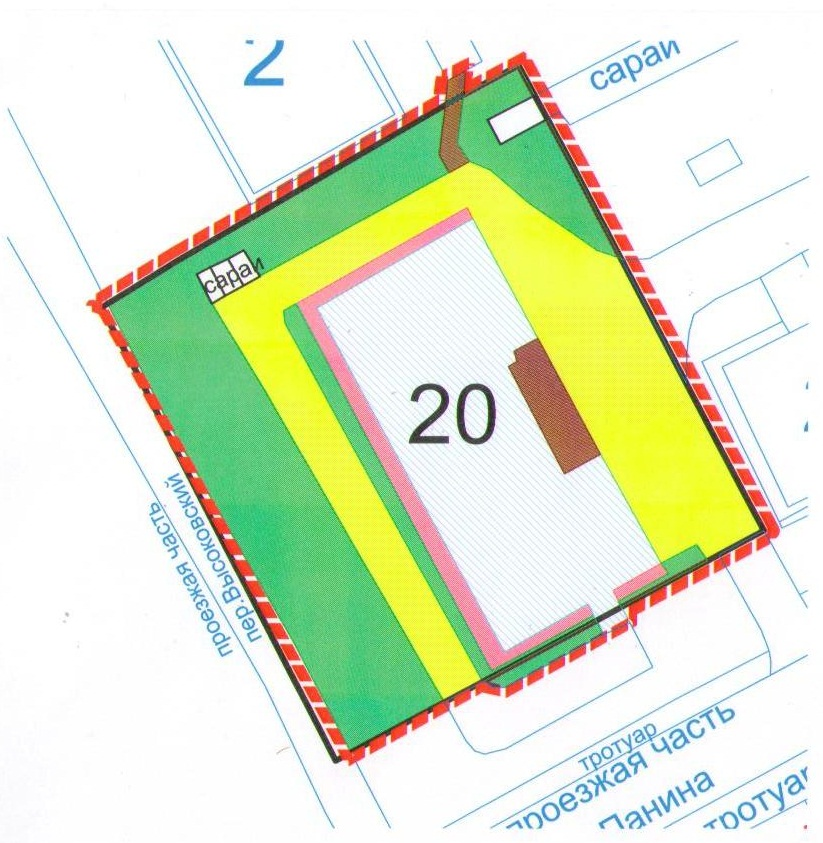 2
сараи
сараи
20
пер.Высоковский
проезжая часть
тротуар
проезжая часть
Панина
тротуар